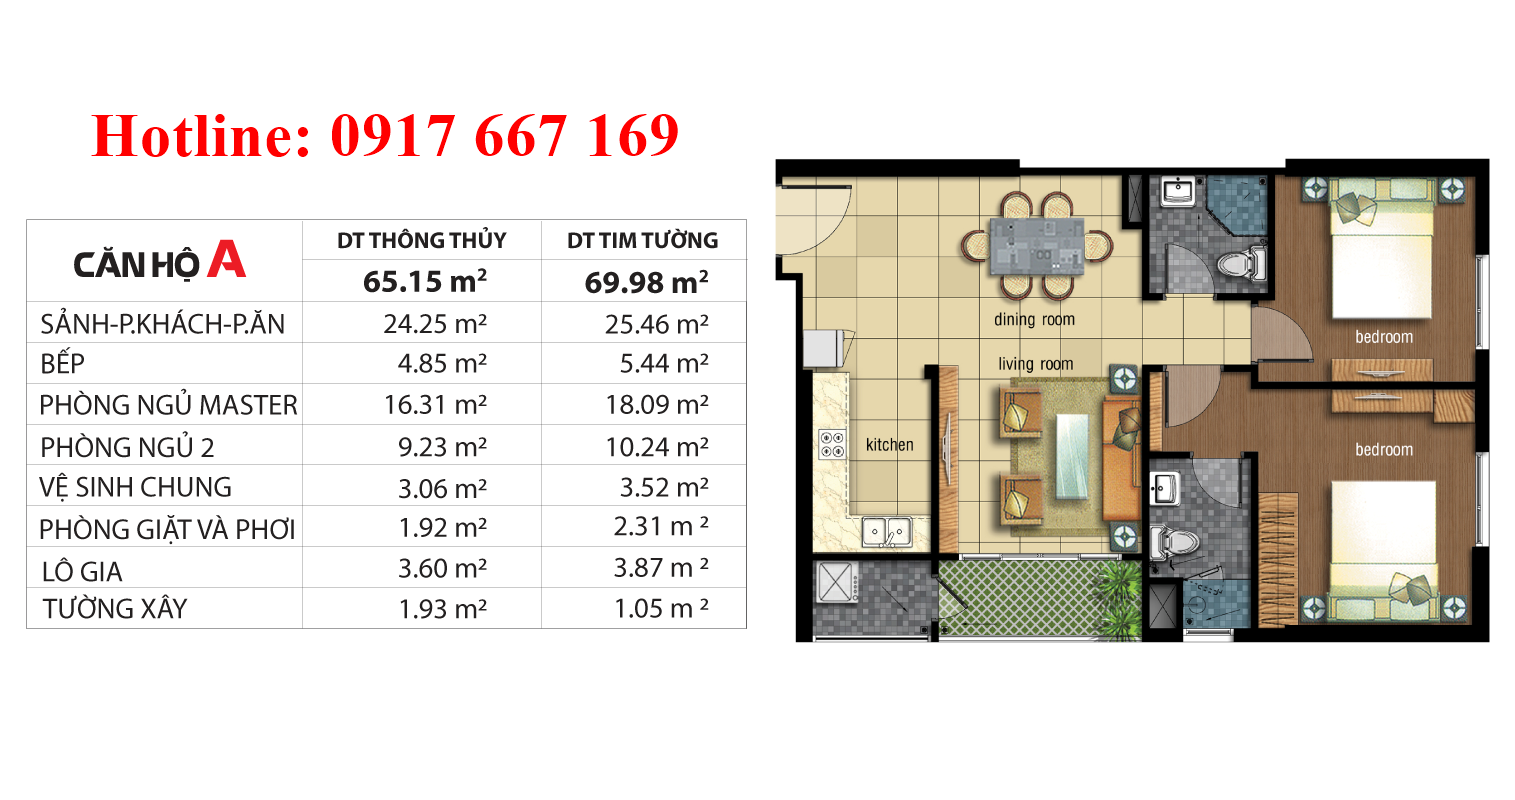 Hotline: 0917 667 169
CĂN HỘ A
DT THÔNG THỦY DT TIM TƯỜNG
65.15 m² 69.98 m²
SẢNH-P.KHÁCH-P.ĂN 24.25 m² 25.46 m²
BẾP 4.85 m² 5.44 m²
PHÒNG NGỦ MASTER 16.31 m² 18.09 m²
PHÒNG NGỦ 2 9.23 m² 10.24 m²
VỆ SINH CHUNG 3.06 m² 3.52 m²
PHÒNG GIẶT VÀ PHƠI 1.92 m² 2.31 m ²
LÔ GIA 3.60 m² 3.87 m ²
TƯỜNG XÂY 1.93 m² 1.05 m ²
dining room
living room
kitchen
bedroom
bedroom